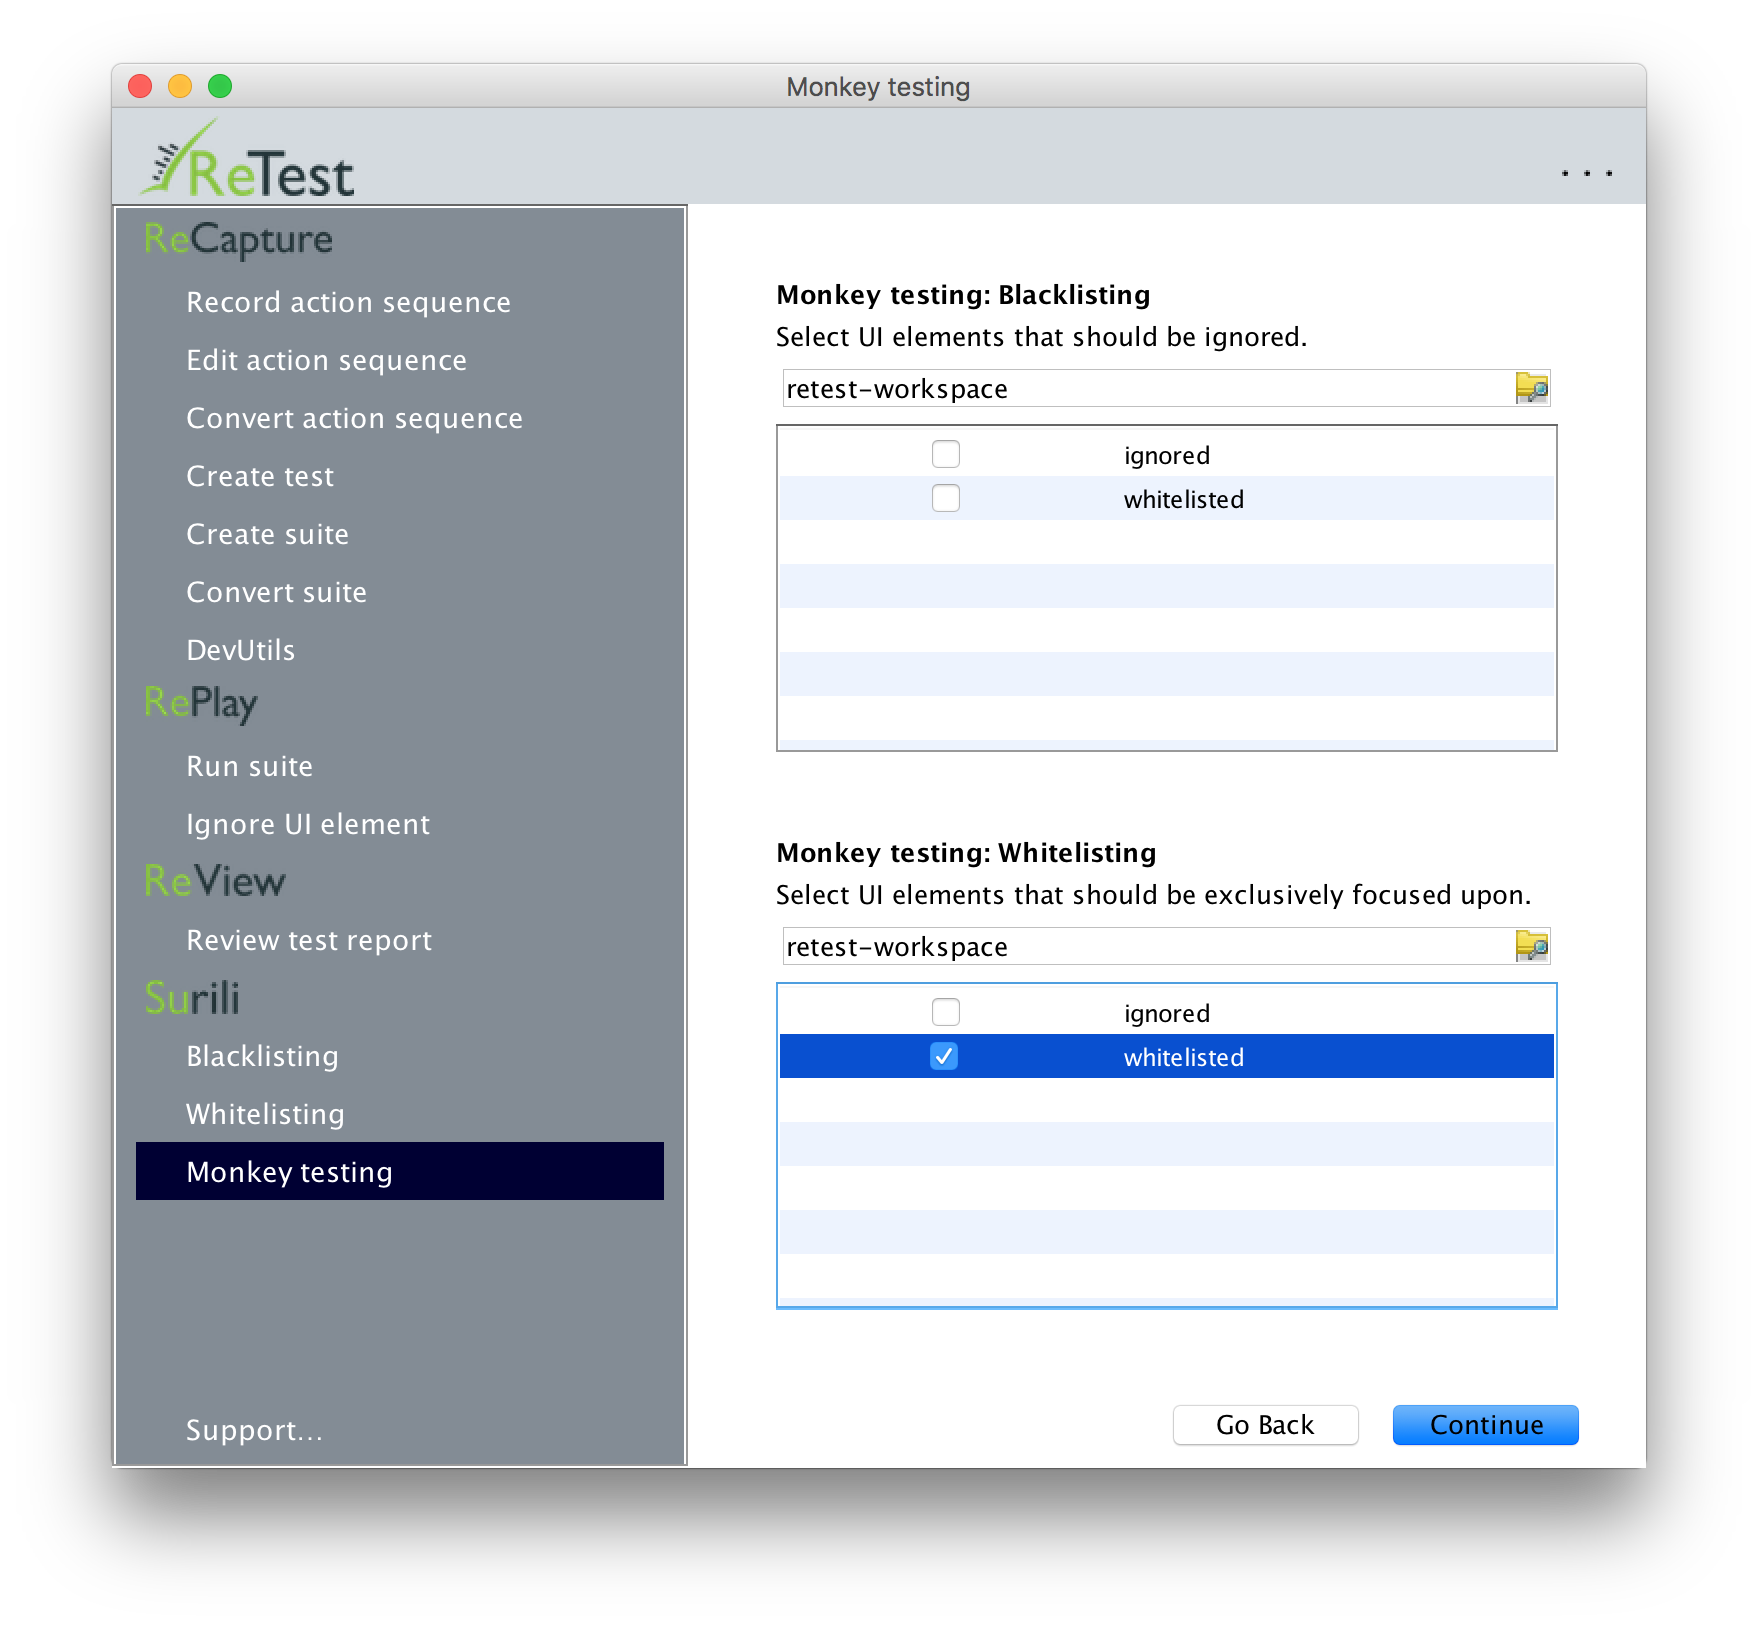 Monkey testing
ReTest
...
ReCapture
Record action sequence
Edit action sequence
Convert action sequence
Create test
Create suite
Convert suite
DevUtils
RePlay
Run suite
Ignore UI element
ReView
Review test report
Surili
Blacklisting
Whitelisting
Monkey testing
Support...
Monkey testing: Blacklisting
Select UI elements that should be ignored.
retest-workspace
ignored
whitelisted
Monkey testing: Whitelisting
Select UI elements that should be exclusively focused upon.
retest-workspace
ignored
whitelisted
Go Back
Continue